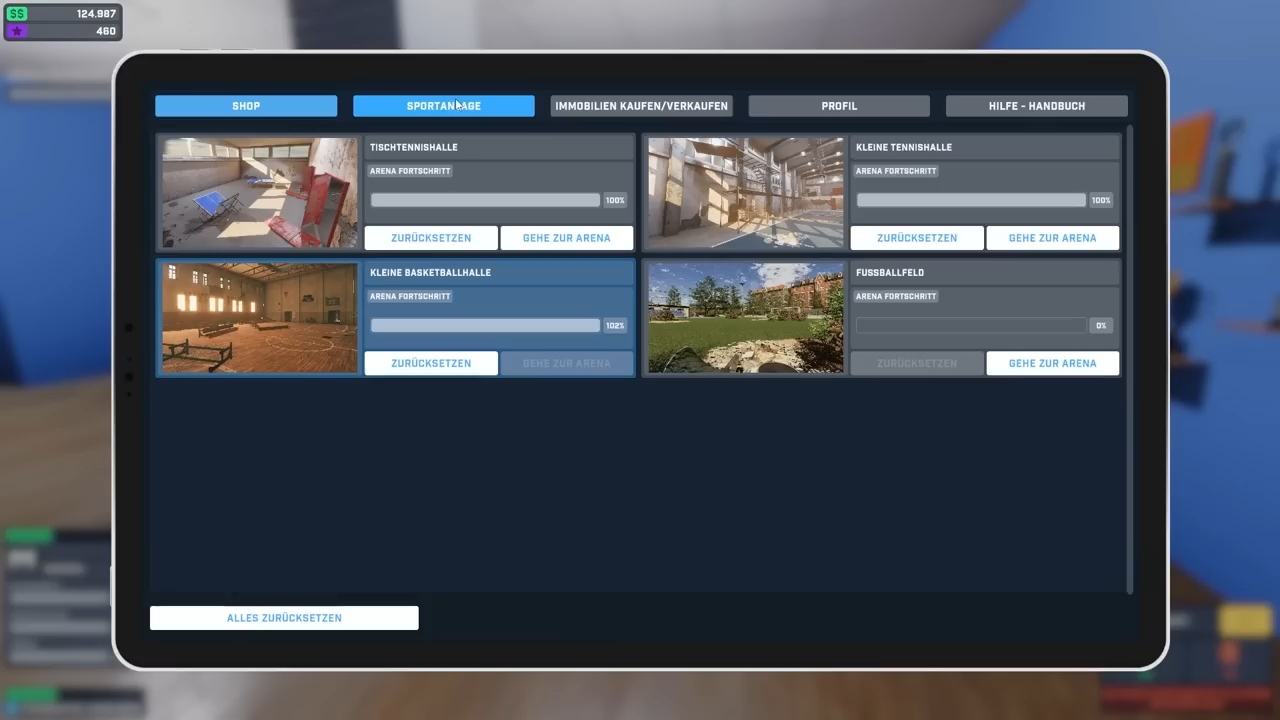 $$ 124.987
460
SHOP
SPORTANLAGE
IMMOBILIEN KAUFEN/VERKAUFEN
PROFIL
HILFE - HANDBUCH
TISCHTENNISHALLE
ARENA FORTSCHRITT
100%
ZURÜCKSETZEN
GEHE ZUR ARENA
KLEINE TENNISHALLE
ARENA FORTSCHRITT
100%
ZURÜCKSETZEN
GEHE ZUR ARENA
KLEINE BASKETBALLHALLE
ARENA FORTSCHRITT
102%
ZURÜCKSETZEN
GEHE ZUR ARENA
FUSSBALLFELD
ARENA FORTSCHRITT
0%
ZURÜCKSETZEN
GEHE ZUR ARENA
ALLES ZURÜCKSETZEN